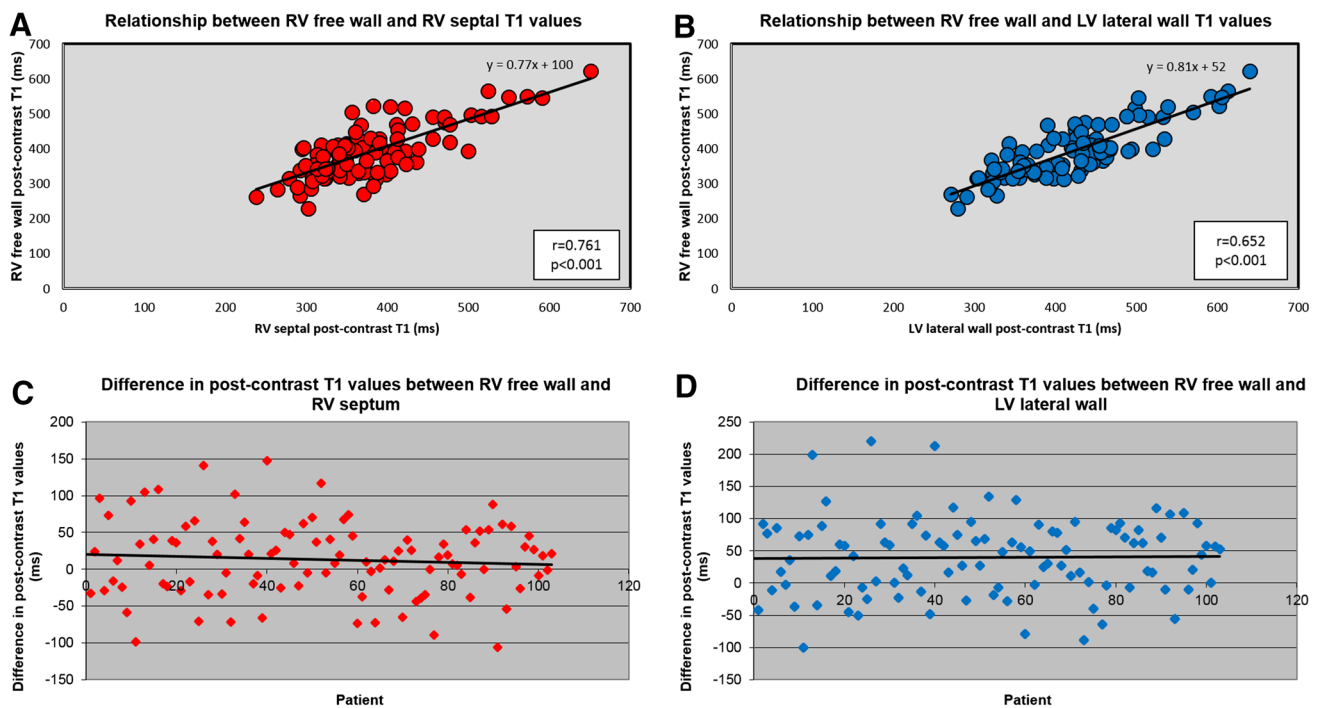 A
Relationship between RV free wall and RV septal T1 values
RV free wall post-contrast T1 (ms)
700
600
500
400
300
200
100
0
y = 0.77x + 100
r=0.761
p<0.001
0 100 200 300 400 500 600 700
RV septal post-contrast T1 (ms)
B
Relationship between RV free wall and LV lateral wall T1 values
RV free wall post-contrast T1 (ms)
700
600
500
400
300
200
100
0
y = 0.81x + 52
r=0.652
p<0.001
0 100 200 300 400 500 600 700
LV lateral wall post-contrast T1 (ms)
C
Difference in post-contrast T1 values between RV free wall and
RV septum
Difference in post-contrast T1 values
(ms)
200
150
100
50
0
-50
-100
-150
0 20 40 60 80 100 120
Patient
D
Difference in post-contrast T1 values between RV free wall and
LV lateral wall
Difference in post-contrast T1 values
(ms)
250
200
150
100
50
0
-50
-100
-150
0 20 40 60 80 100 120
Patient